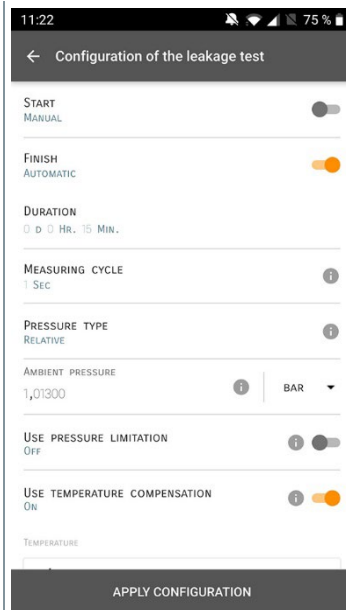 11:22
75 %
Configuration of the leakage test
START
MANUAL
FINISH
AUTOMATIC
DURATION
0 D 0 HR. 15 MIN.
MEASURING CYCLE
1 SEC
PRESSURE TYPE
RELATIVE
AMBIENT PRESSURE
1,01300
BAR
USE PRESSURE LIMITATION
OFF
USE TEMPERATURE COMPENSATION
ON
TEMPERATURE
APPLY CONFIGURATION